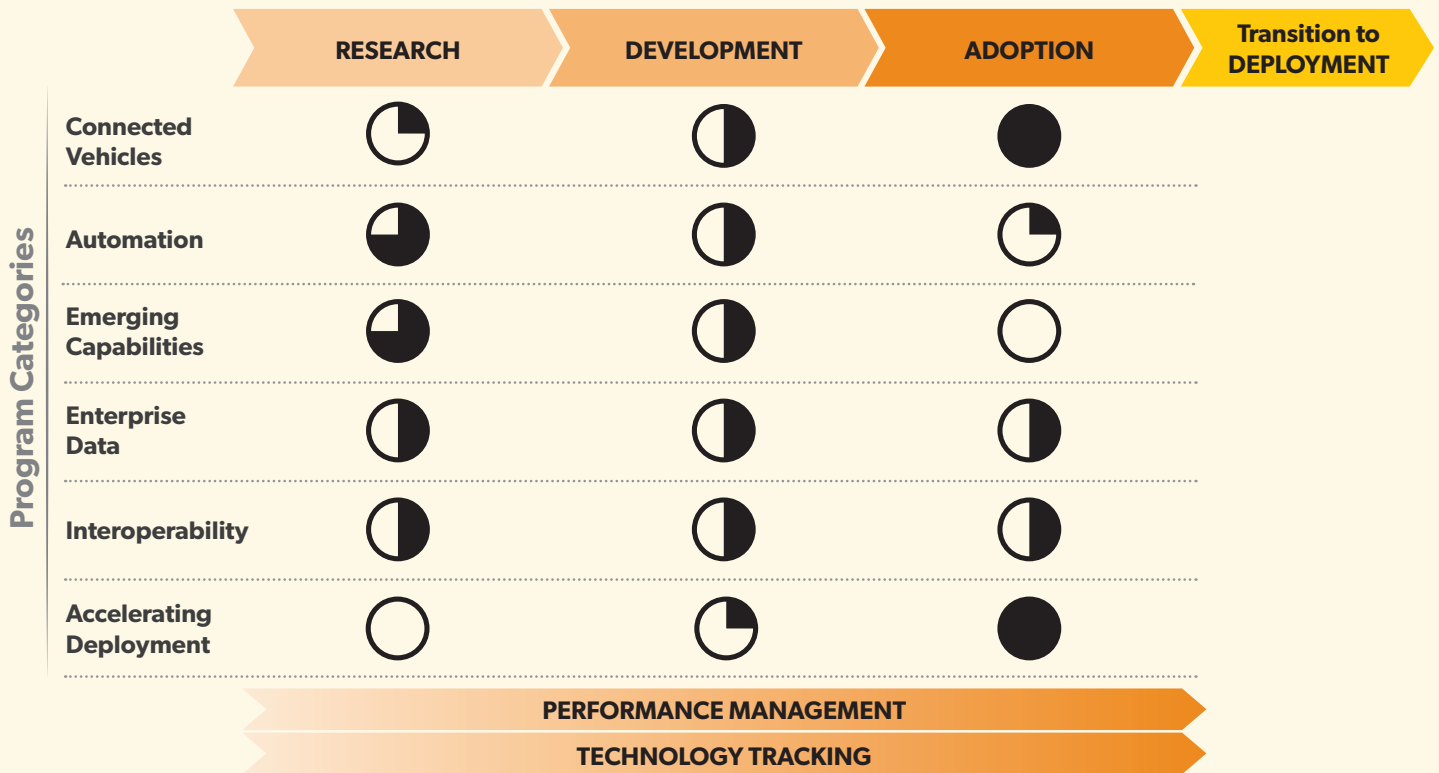 RESEARCH
DEVELOPMENT
ADOPTION
Transition to
DEPLOYMENT
Program Categories
Connected
Vehicles
Automation
Emerging
Capabilities
Enterprise
Data
Interoperability
Accelerating
Deployment
PERFORMANCE MANAGEMENT
TECHNOLOGY TRACKING